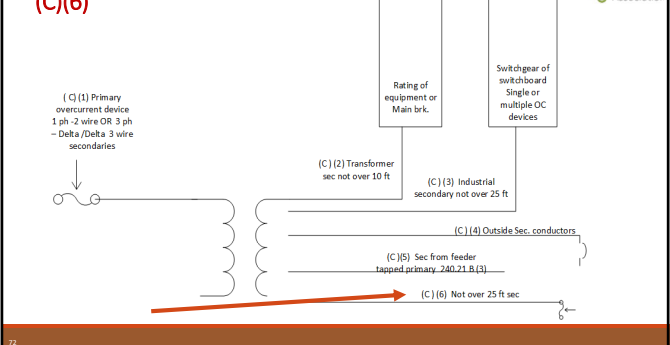 (C)(6)
Rating of
equipment or
Main brk.
Switchgear of
switchboard
Single or
multiple OC
devices
( C) (1) Primary
overcurrent device
1 ph -2 wire OR 3 ph
– Delta /Delta 3 wire
secondaries
(C ) (2) Transformer
sec not over 10 ft
(C ) (3) Industrial
secondary not over 25 ft
(C ) (4) Outside Sec. conductors
(C )(5) Sec from feeder
tapped primary 240.21 B (3)
(C ) (6) Not over 25 ft sec
72